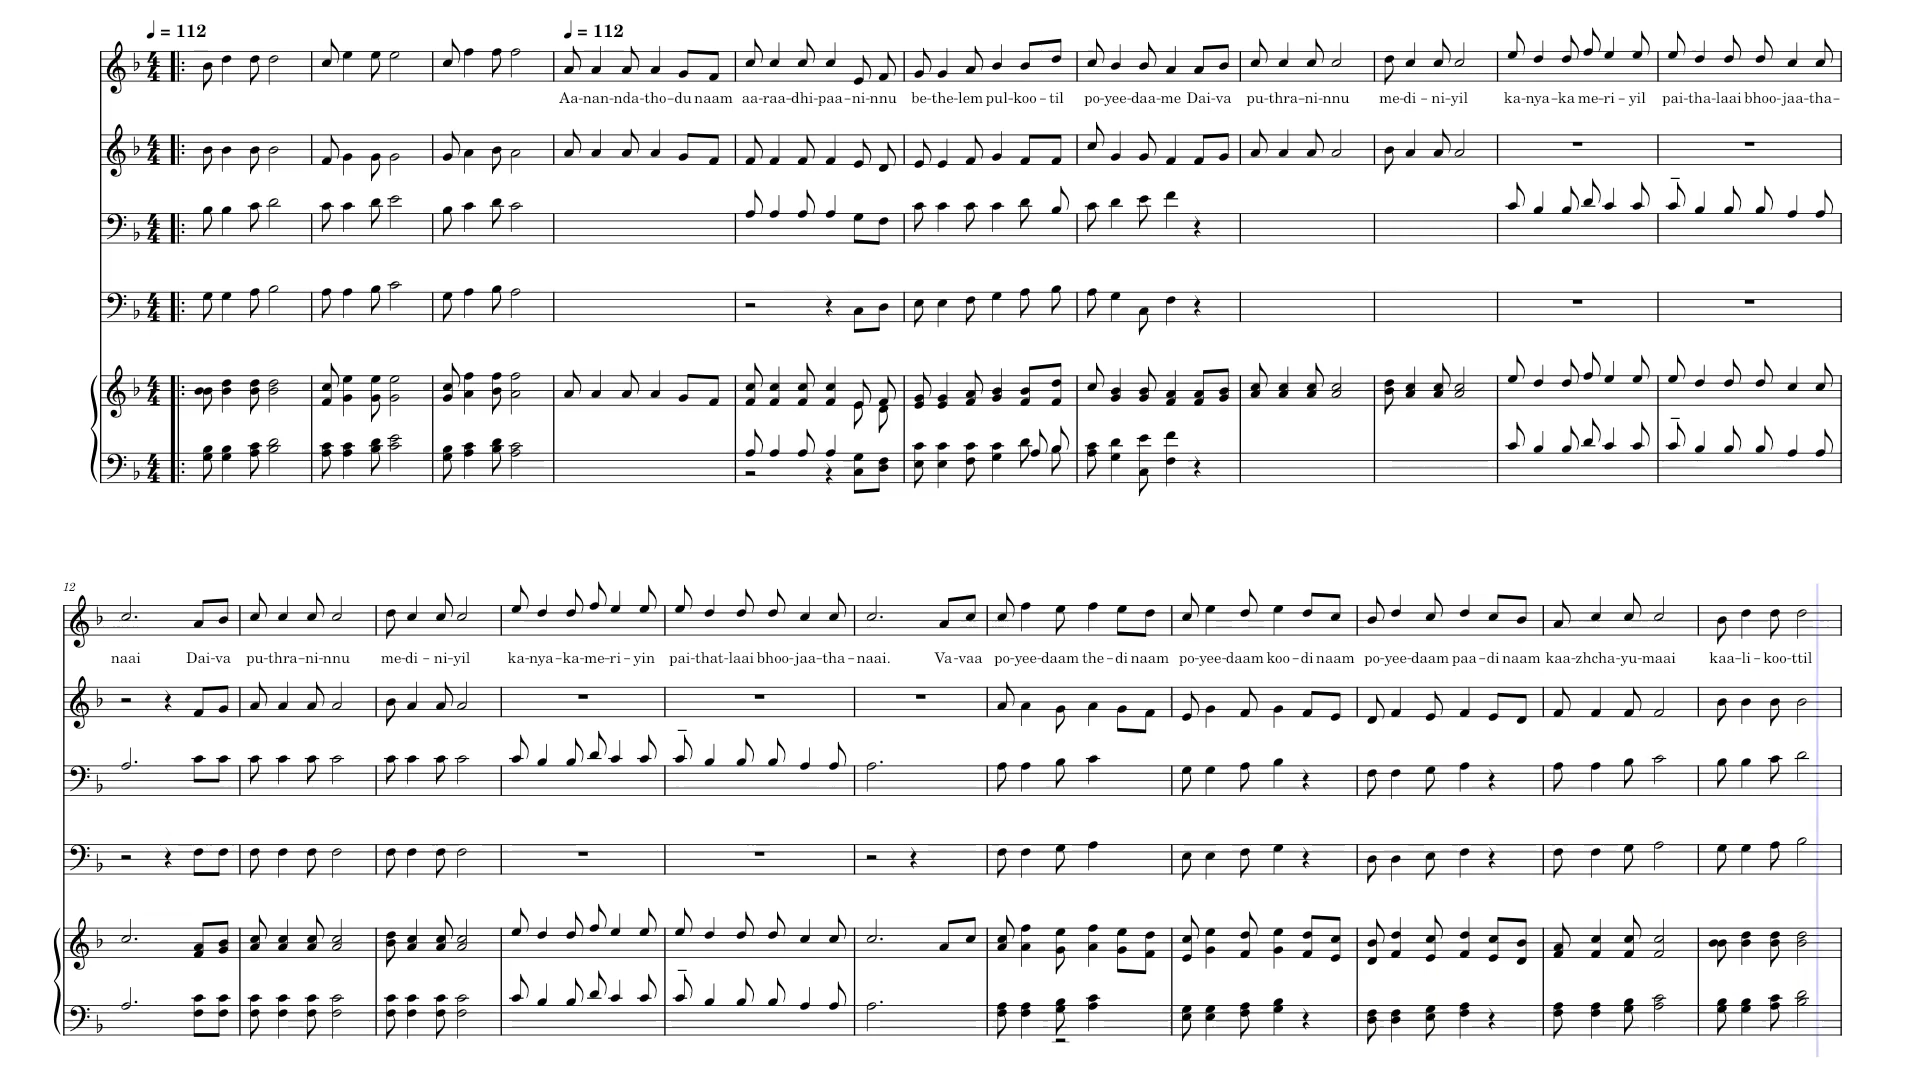 ♩ = 112 ♩ = 112
Aa-nan-nda-tho-du naam aa-raa-dhi-paa-ni-nnu be-the-lem pul-koo-til po-yee-daa-me Dai-va pu-thra-ni-nnu me-di-ni-yil ka-nya-ka me-ri-yil pai-tha-laai bhoo-jaa-tha-
12
naai Dai-va pu-thra-ni-nnu me-di-ni-yil ka-nya-ka-me-ri-yin pai-that-laai bhoo-jaa-tha-naai. Va-vaa po-yee-daam the-di naam po-yee-daam koo-di naam po-yee-daam paa-di naam kaa-zhcha-yu-maai kaa-li-koo-ttil